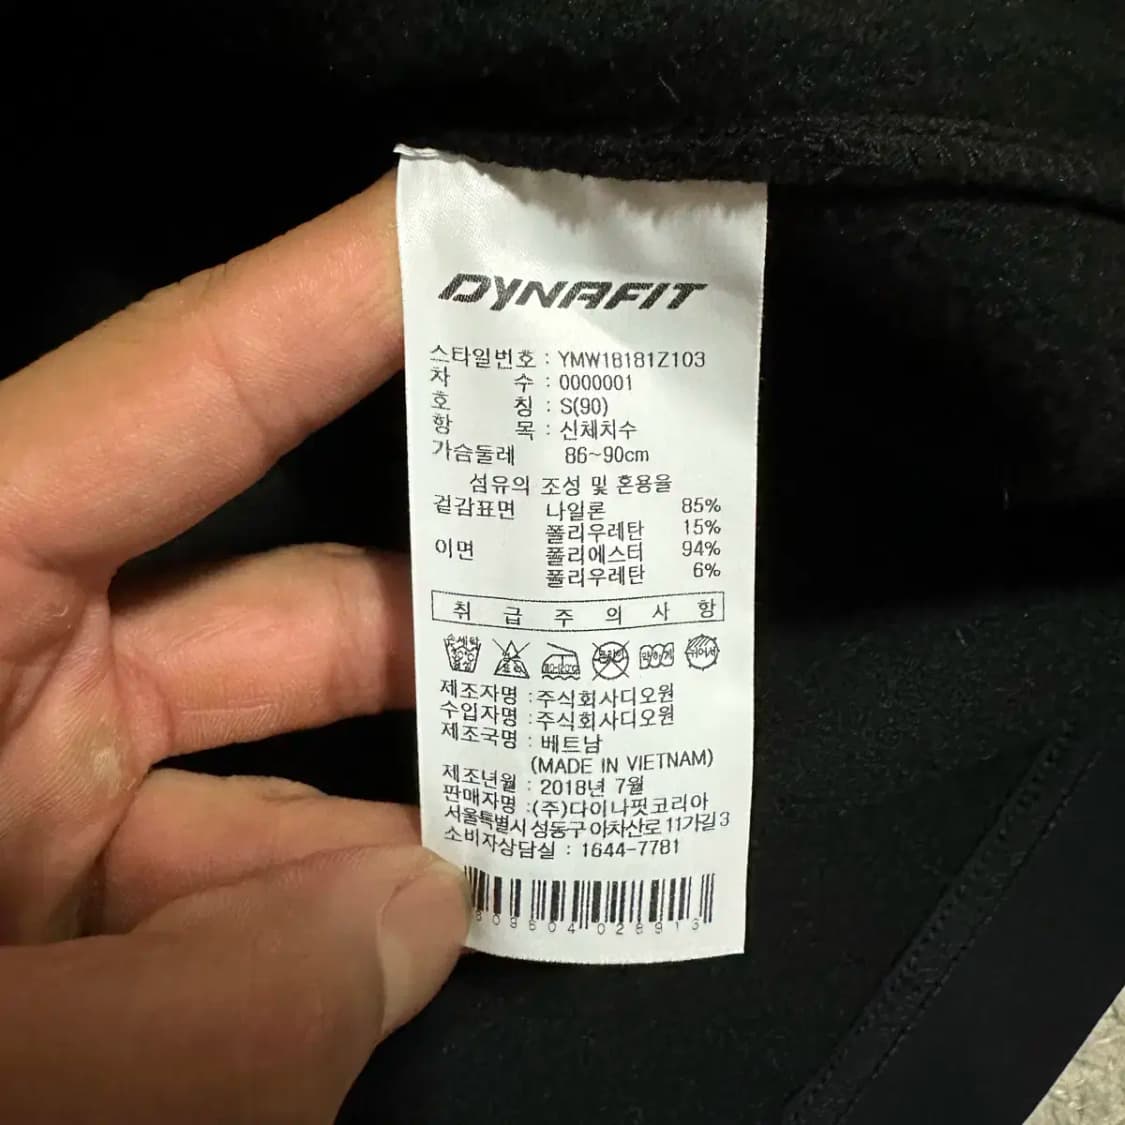 DYNAFIT
스타일번호 : YMW18181Z103
차 수 : 0000001
호 칭 : S(90)
항 목 : 신체치수
가슴둘레 86~90cm
섬유의 조성 및 혼용율
겉감표면 나일론 85%
폴리우레탄 15%
이면 폴리에스터 94%
폴리우레탄 6%
취급주의사항
제조자명 : 주식회사디오원
수입자명 : 주식회사디오원
제조국명 : 베트남
(MADE IN VIETNAM)
제조년월 : 2018년 7월
판매자명 : (주)다이나핏코리아
서울특별시 성동구 아차산로 11가길 3
소비자상담실 : 1644-7781